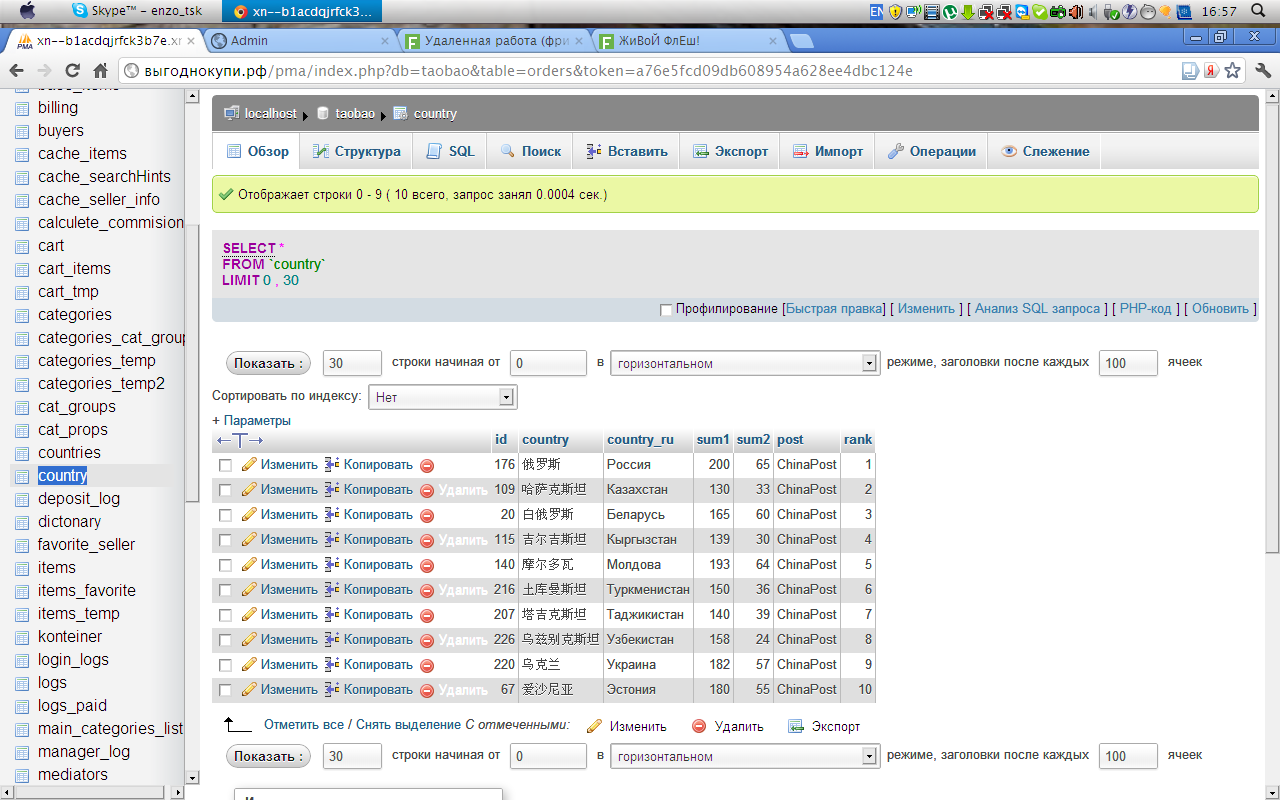 Skype™ - enzo_tsk
xn--b1acdqjrfck3...
EN
16:57
xn--b1acdqjrfck3b7e.xn
Admin
Удаленная работа (фри
ЖиВоЙ ФлЕш!
выгоднокупи.рф/pma/index.php?db=taobao&table=orders&token=a76e5fcd09db608954a628ee4dbc124e
billing
buyers
cache_items
cache_searchHints
cache_seller_info
calculete_commision
cart
cart_items
cart_tmp
categories
categories_cat_group
categories_temp
categories_temp2
cat_groups
cat_props
countries
country
deposit_log
dictonary
favorite_seller
items
items_favorite
items_temp
konteiner
login_logs
logs
logs_paid
main_categories_list
manager_log
mediators
localhost taobao country
Обзор Структура SQL Поиск Вставить Экспорт Импорт Операции Слежение
Отображает строки 0 - 9 ( 10 всего, запрос занял 0.0004 сек.)
SELECT *
FROM `country`
LIMIT 0 , 30
Профилирование [Быстрая правка] [ Изменить ] [ Анализ SQL запроса ] [ PHP-код ] [ Обновить ]
Показать : 30 строки начиная от 0 в горизонтальном режиме, заголовки после каждых 100 ячеек
Сортировать по индексу: Нет
+ Параметры
←T→ id country country_ru sum1 sum2 post rank
Изменить Копировать 176 俄罗斯 Россия 200 65 ChinaPost 1
Изменить Копировать Удалить 109 哈萨克斯坦 Казахстан 130 33 ChinaPost 2
Изменить Копировать 20 白俄罗斯 Беларусь 165 60 ChinaPost 3
Изменить Копировать Удалить 115 吉尔吉斯坦 Кыргызстан 139 30 ChinaPost 4
Изменить Копировать 140 摩尔多瓦 Молдова 193 64 ChinaPost 5
Изменить Копировать Удалить 216 土库曼斯坦 Туркменистан 150 36 ChinaPost 6
Изменить Копировать 207 塔吉克斯坦 Таджикистан 140 39 ChinaPost 7
Изменить Копировать Удалить 226 乌兹别克斯坦 Узбекистан 158 24 ChinaPost 8
Изменить Копировать 220 乌克兰 Украина 182 57 ChinaPost 9
Изменить Копировать Удалить 67 爱沙尼亚 Эстония 180 55 ChinaPost 10
Отметить все / Снять выделение С отмеченными: Изменить Удалить Экспорт
Показать : 30 строки начиная от 0 в горизонтальном режиме, заголовки после каждых 100 ячеек